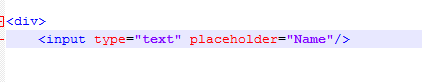 <div>
<input type="text" placeholder="Name"/>